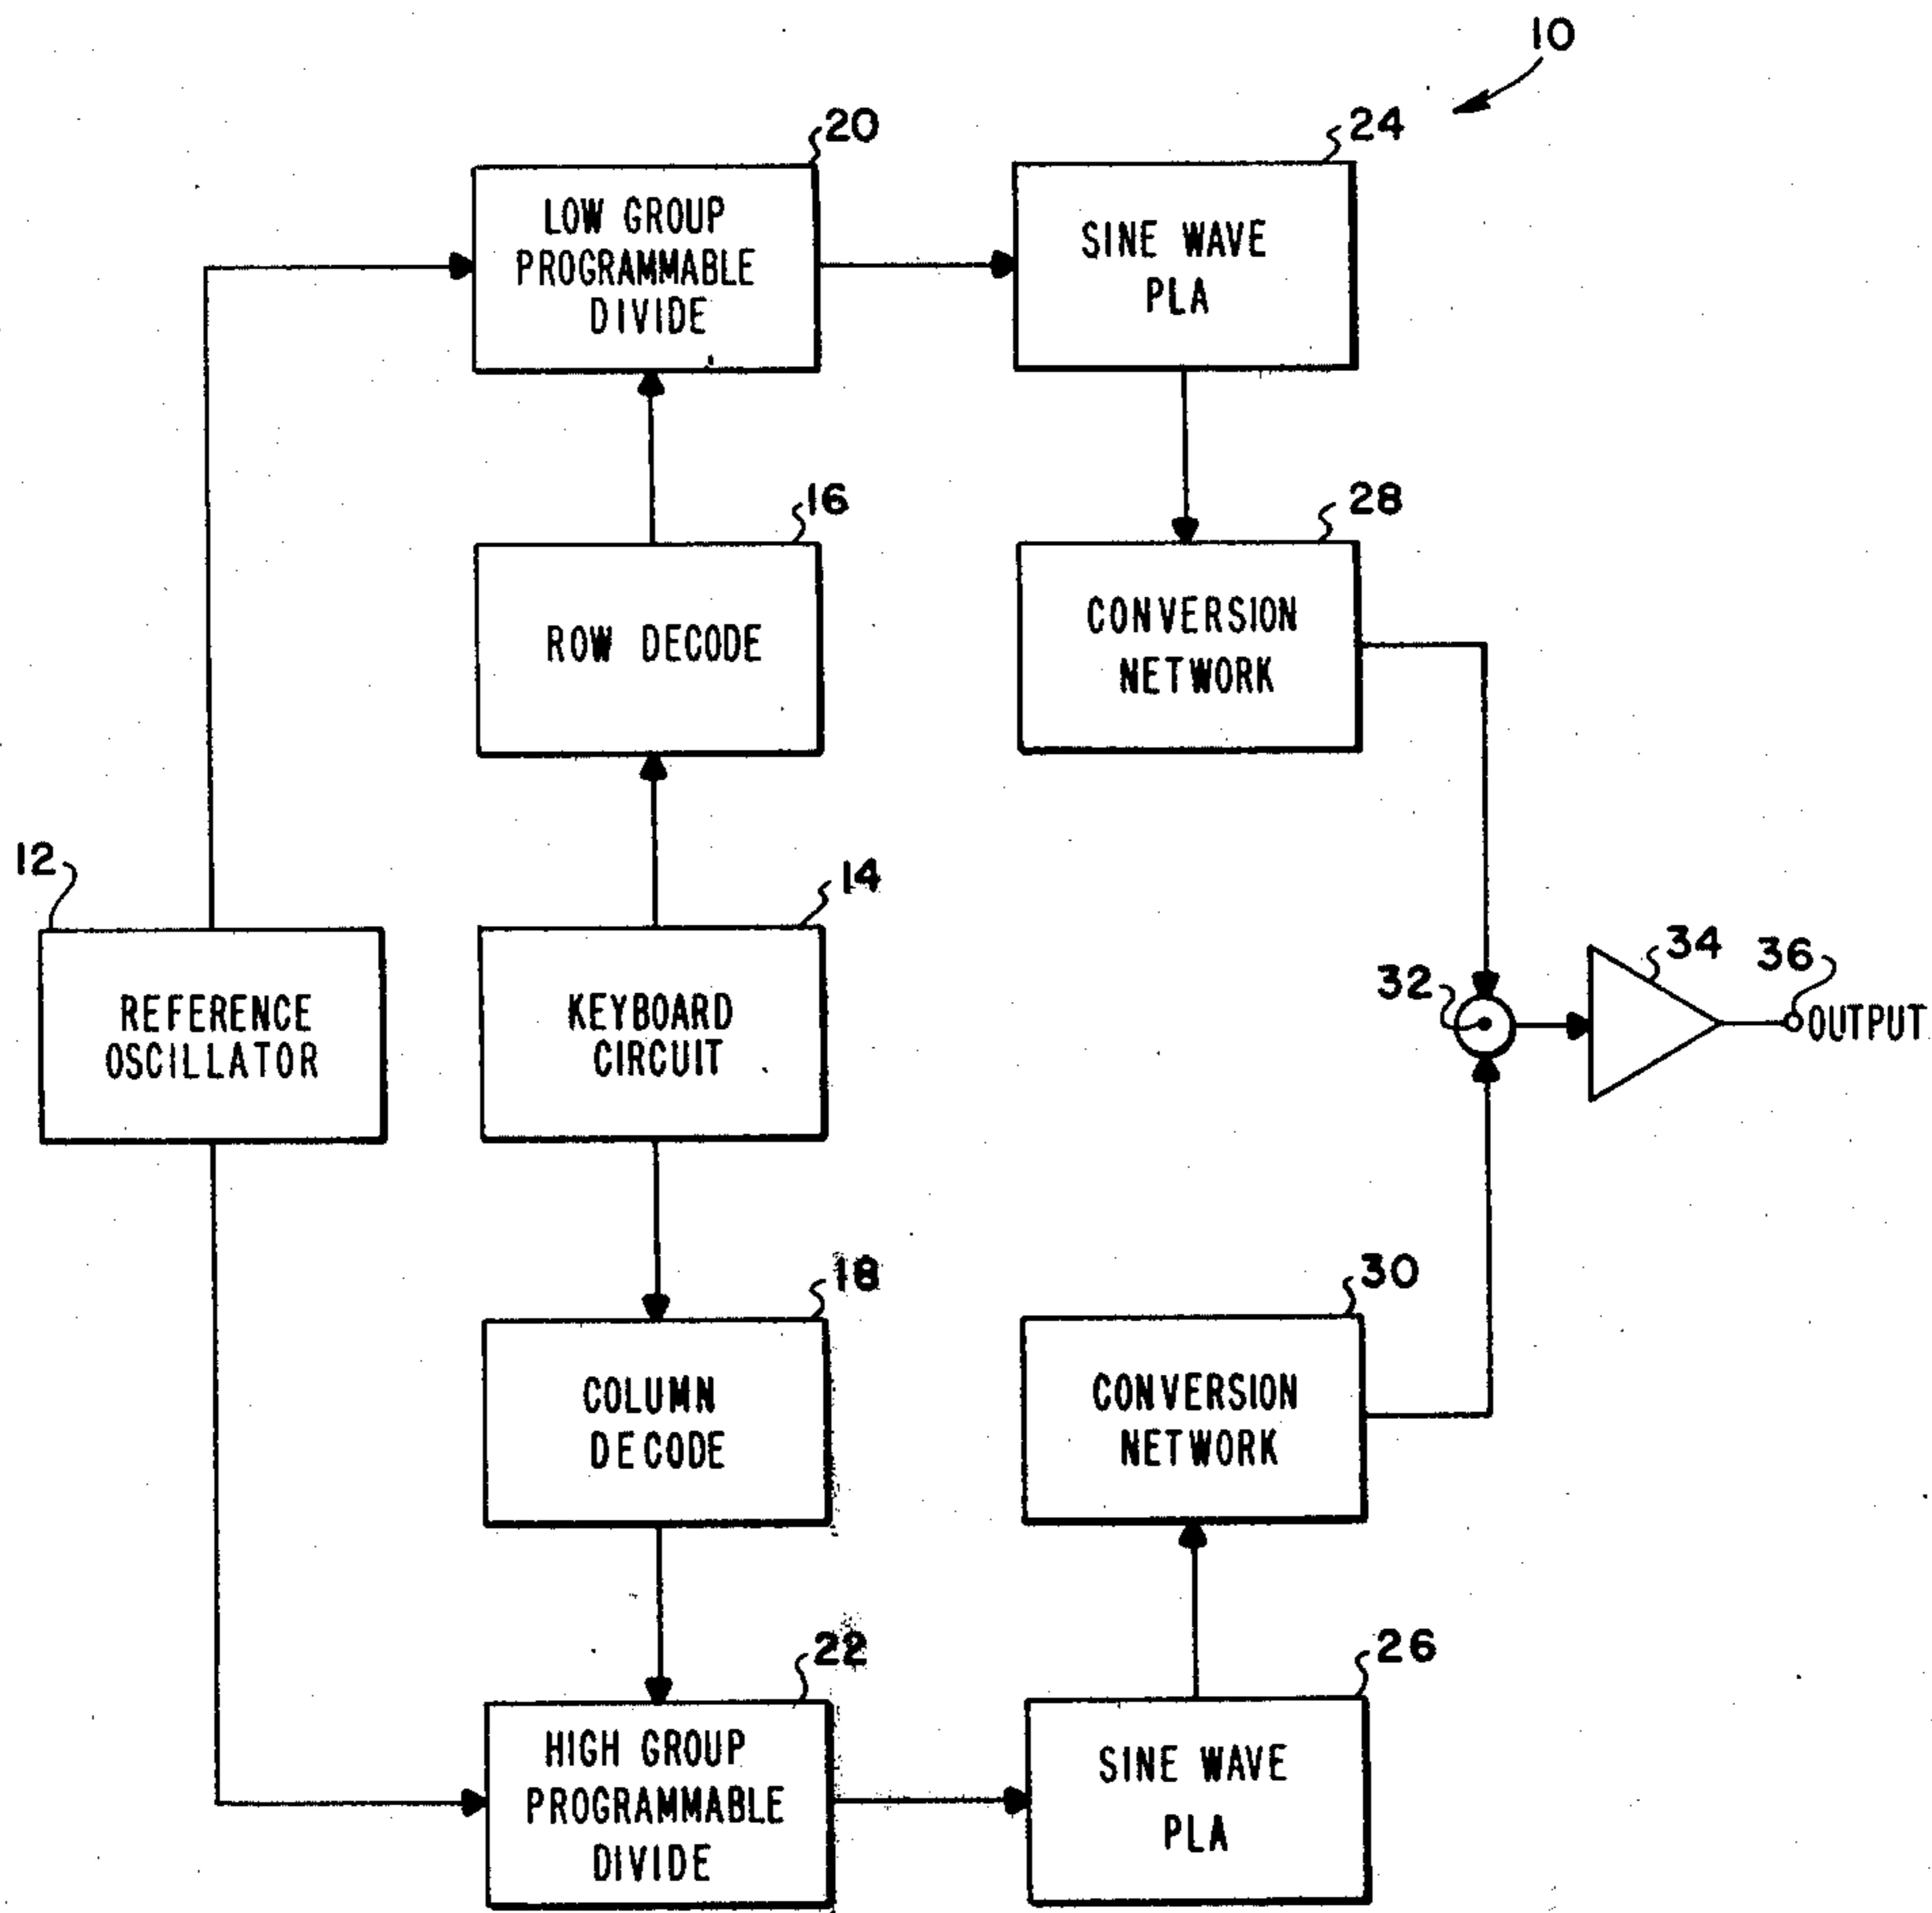 10
20
LOW GROUP
PROGRAMMABLE
DIVIDE
24
SINE WAVE
PLA
16
ROW DECODE
28
CONVERSION
NETWORK
12
REFERENCE
OSCILLATOR
14
KEYBOARD
CIRCUIT
32
34
36
OUTPUT
18
COLUMN
DECODE
30
CONVERSION
NETWORK
22
HIGH GROUP
PROGRAMMABLE
DIVIDE
26
SINE WAVE
PLA